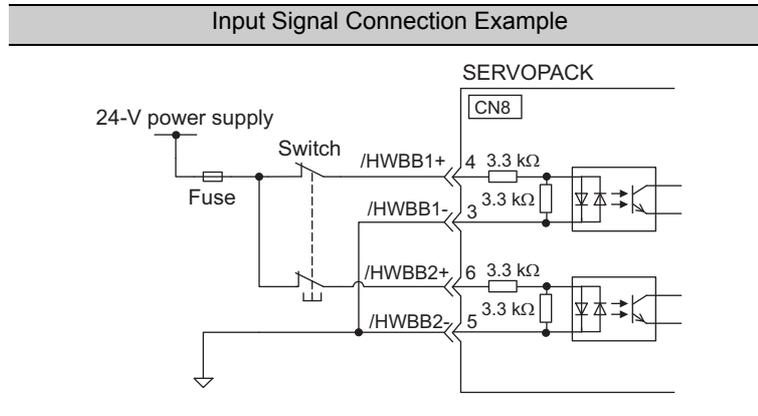 Input Signal Connection Example
SERVOPACK
CN8
24-V power supply
Switch
Fuse
/HWBB1+ 4 3.3 kΩ
3.3 kΩ
/HWBB1- 3
/HWBB2+ 6 3.3 kΩ
3.3 kΩ
/HWBB2- 5